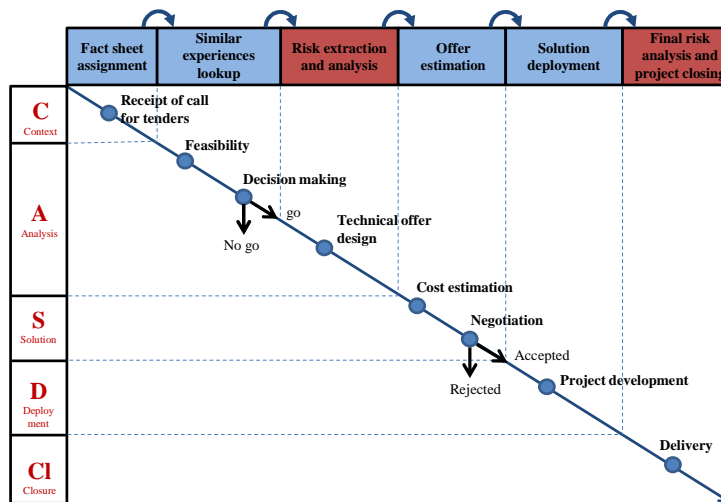 Fact sheet
assignment
Similar
experiences
lookup
Risk extraction
and analysis
Offer
estimation
Solution
deployment
Final risk
analysis and
project closing
C
Context
Receipt of call
for tenders
A
Analysis
Feasibility
Decision making
go
No go
Technical offer
design
S
Solution
Cost estimation
Negotiation
Accepted
Rejected
D
Deploy
ment
Project development
Cl
Closure
Delivery